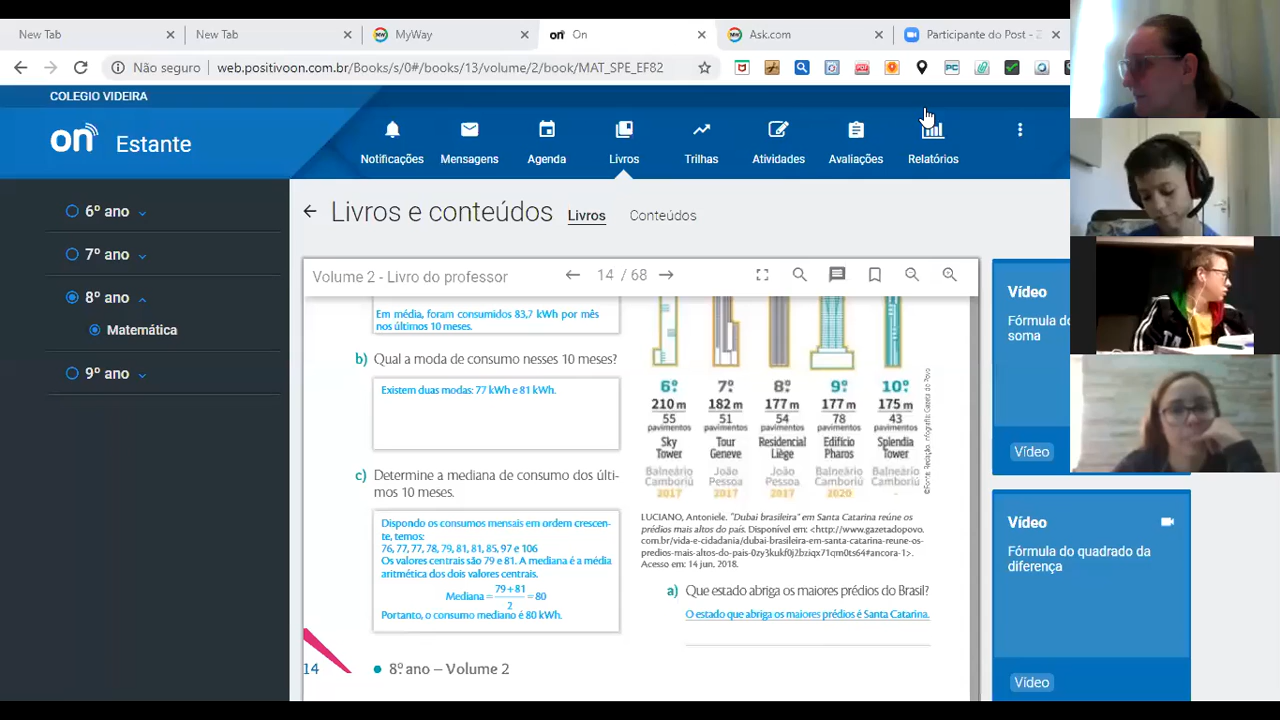 New Tab
New Tab
MyWay
On
Ask.com
Participante do Post - Z
Não seguro
web.positivoon.com.br/Books/s/0#/books/13/volume/2/book/MAT_SPE_EF82
COLEGIO VIDEIRA
on
Estante
Notificações
Mensagens
Agenda
Livros
Trilhas
Atividades
Avaliações
Relatórios
6º ano
7º ano
8º ano
Matemática
9º ano
Livros e conteúdos
Livros
Conteúdos
Volume 2 - Livro do professor
14 / 68
Em média, foram consumidos 83,7 kWh por mês
nos últimos 10 meses.
b) Qual a moda de consumo nesses 10 meses?
Existem duas modas: 77 kWh e 81 kWh.
c) Determine a mediana de consumo dos últi-
mos 10 meses.
Dispondo os consumos mensais em ordem crescen-
te, temos:
76, 77, 77, 78, 79, 81, 81, 85, 97 e 106
Os valores centrais são 79 e 81. A mediana é a média
aritmética dos dois valores centrais.
Mediana = 79+81 / 2 = 80
Portanto, o consumo mediano é 80 kWh.
14
8º. ano – Volume 2
6º. 7º. 8º. 9º. 10º.
210 m 182 m 177 m 177 m 175 m
55 51 54 78 43
pavimentos pavimentos pavimentos pavimentos pavimentos
Sky Tour Residencial Edifício Splendia
Tower Geneve Liège Pharos Tower
Balneário João João Balneário Balneário
Camboriú Pessoa Pessoa Camboriú Camboriú
2017 2017 2017 2020 -
©Fonte: Redação. Infografia: Gazeta do Povo
LUCIANO, Antoniele. "Dubai brasileira" em Santa Catarina reúne os
prédios mais altos do país. Disponível em: <http://www.gazetadopovo.
com.br/vida-e-cidadania/dubai-brasileira-em-santa-catarina-reune-os-
predios-mais-altos-do-pais-0zy3kukf0j2bziqx71qm0ts64#ancora-1>.
Acesso em: 14 jun. 2018.
a) Que estado abriga os maiores prédios do Brasil?
O estado que abriga os maiores prédios é Santa Catarina.
Vídeo
Fórmula do
soma
Vídeo
Vídeo
Fórmula do quadrado da
diferença
Vídeo